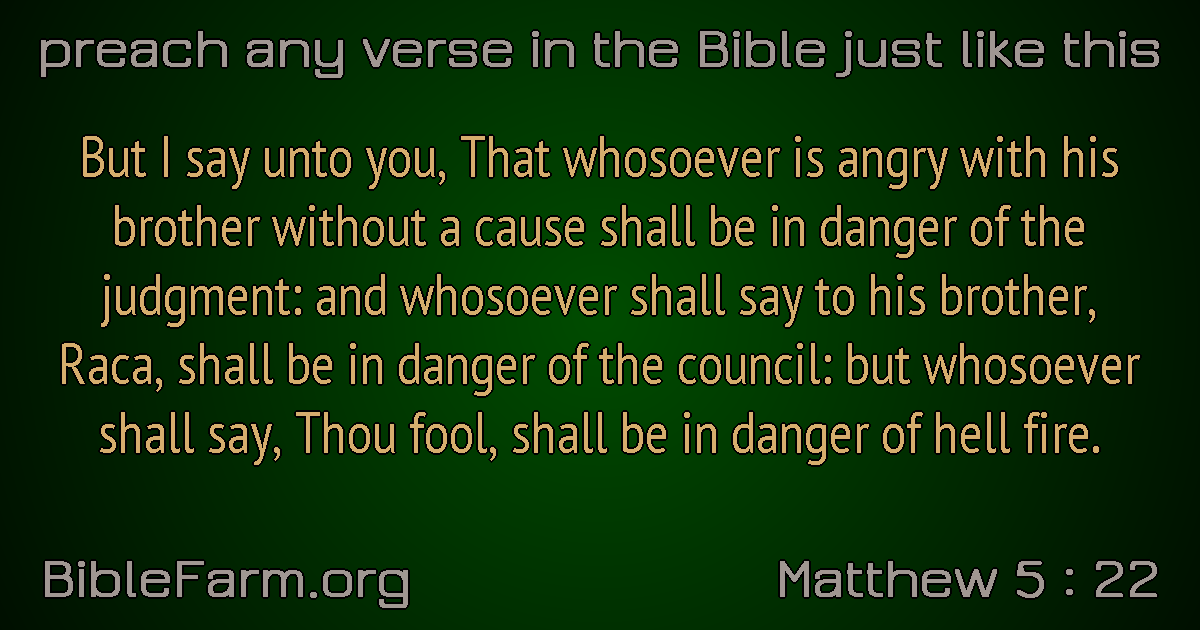 preach any verse in the Bible just like this
But I say unto you, That whosoever is angry with his
brother without a cause shall be in danger of the
judgment: and whosoever shall say to his brother,
Raca, shall be in danger of the council: but whosoever
shall say, Thou fool, shall be in danger of hell fire.
BibleFarm.org
Matthew 5 : 22